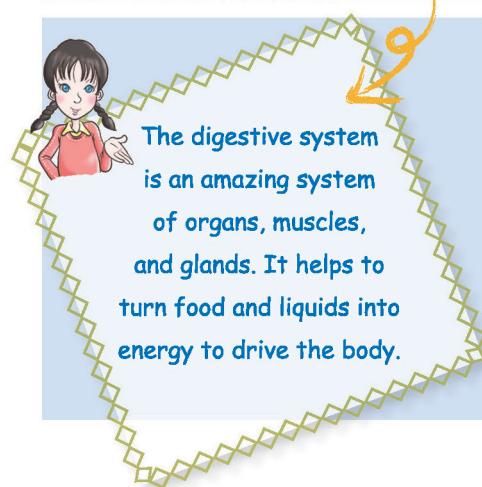 The digestive system
is an amazing system
of organs, muscles,
and glands. It helps to
turn food and liquids into
energy to drive the body.